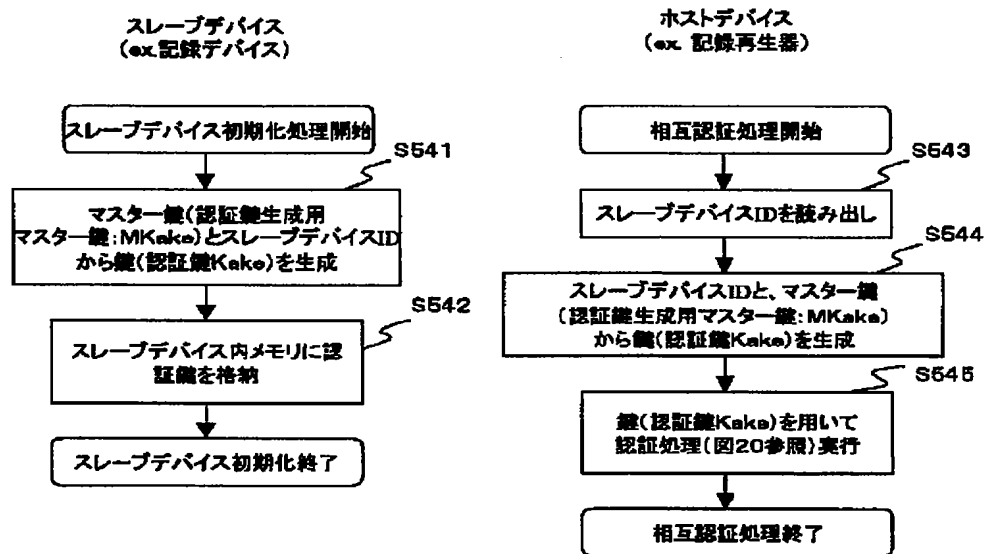 スレーブデバイス
(ex.記録デバイス)
スレーブデバイス初期化処理開始
S541
マスター鍵(認証鍵生成用
マスター鍵:MKake)とスレーブデバイスID
から鍵(認証鍵Kake)を生成
S542
スレーブデバイス内メモリに認
証鍵を格納
スレーブデバイス初期化終了
ホストデバイス
(ex. 記録再生器)
相互認証処理開始
S543
スレーブデバイスIDを読み出し
S544
スレーブデバイスIDと、マスター鍵
(認証鍵生成用マスター鍵:MKake)
から鍵(認証鍵Kake)を生成
S545
鍵(認証鍵Kake)を用いて
認証処理(図20参照)実行
相互認証処理終了